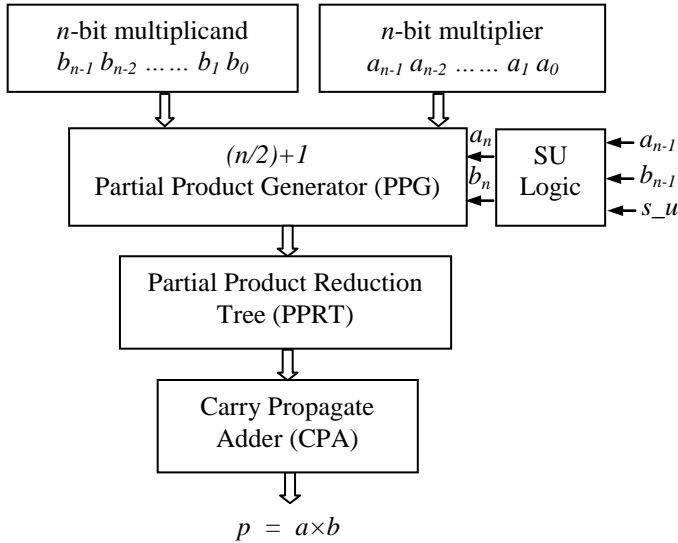 n-bit multiplicand
b_{n-1} b_{n-2} …… b_1 b_0
n-bit multiplier
a_{n-1} a_{n-2} …… a_1 a_0
(n/2)+1
Partial Product Generator (PPG)
a_n
b_n
SU
Logic
a_{n-1}
b_{n-1}
s_u
Partial Product Reduction
Tree (PPRT)
Carry Propagate
Adder (CPA)
p = a×b